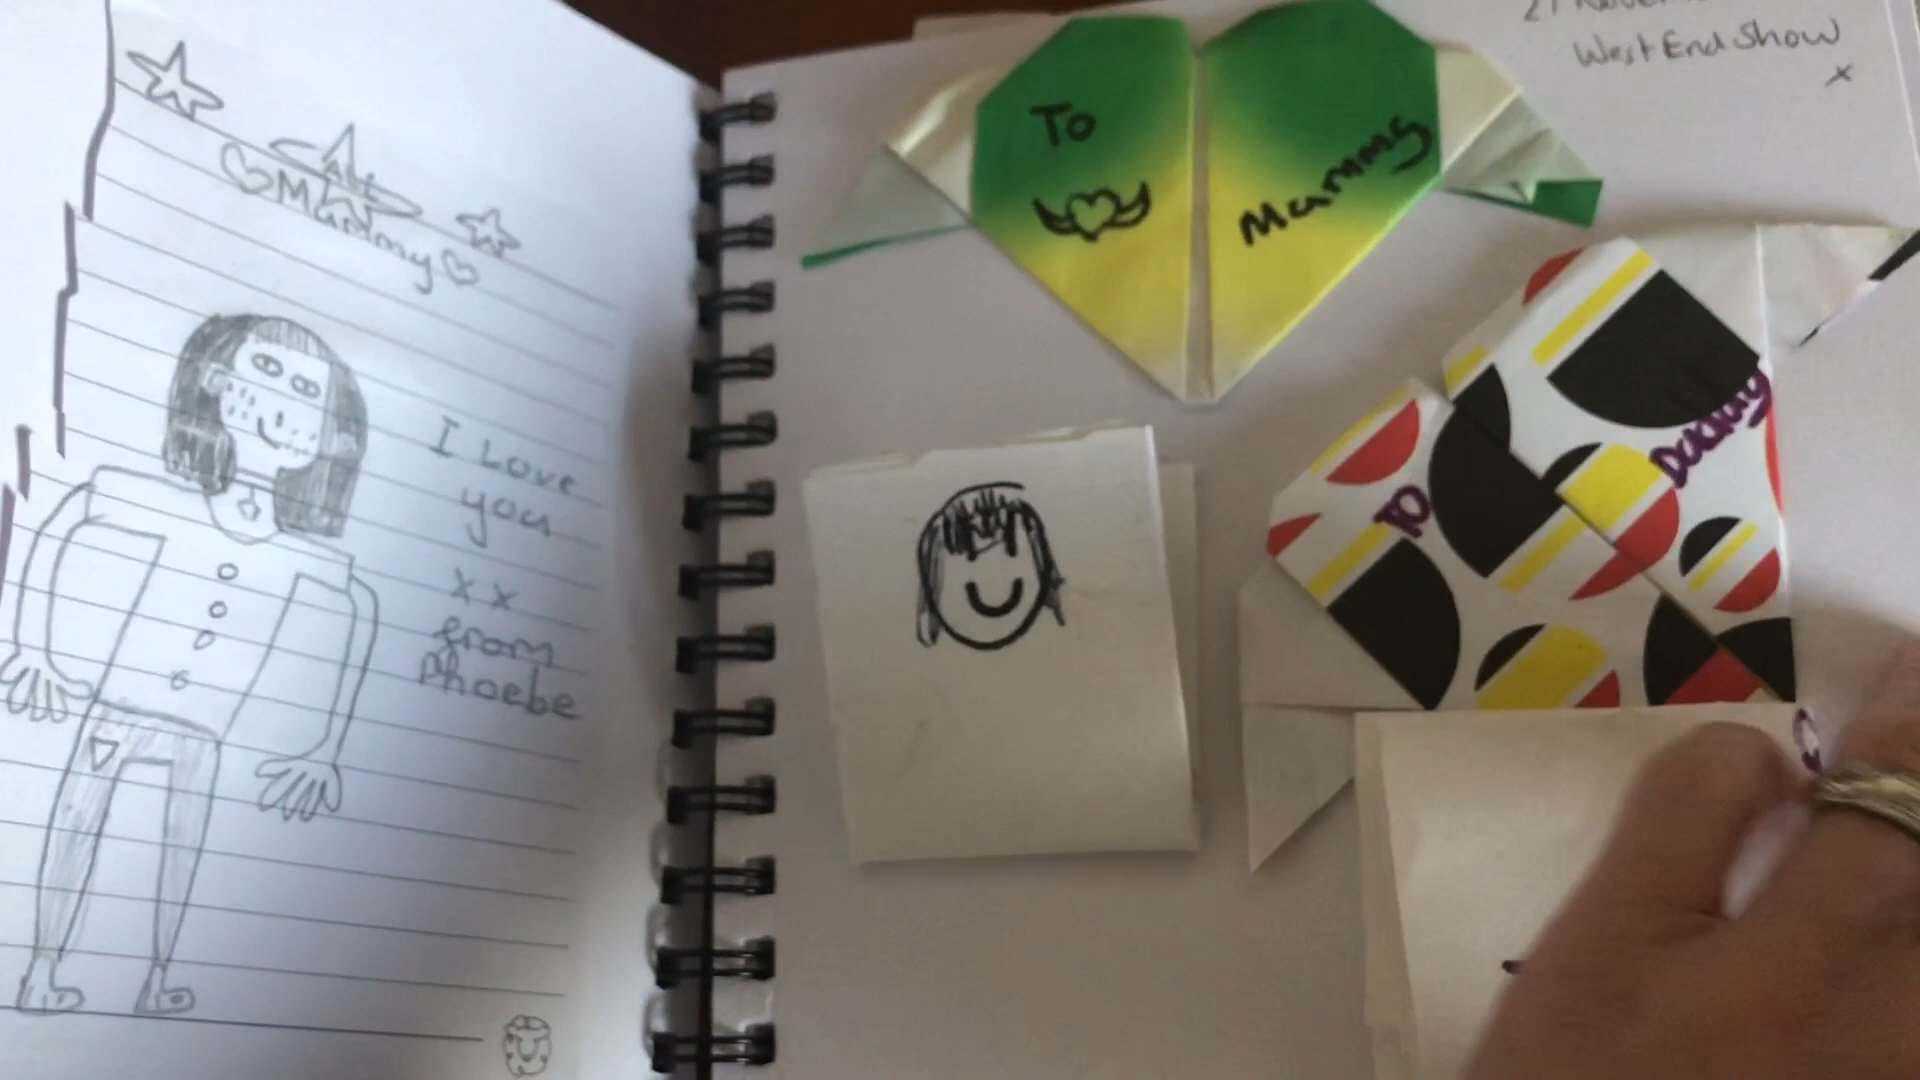 Mummy
I Love
you
x x
from
Phoebe
To
Mummy
West End Show
x
TO
Daddy